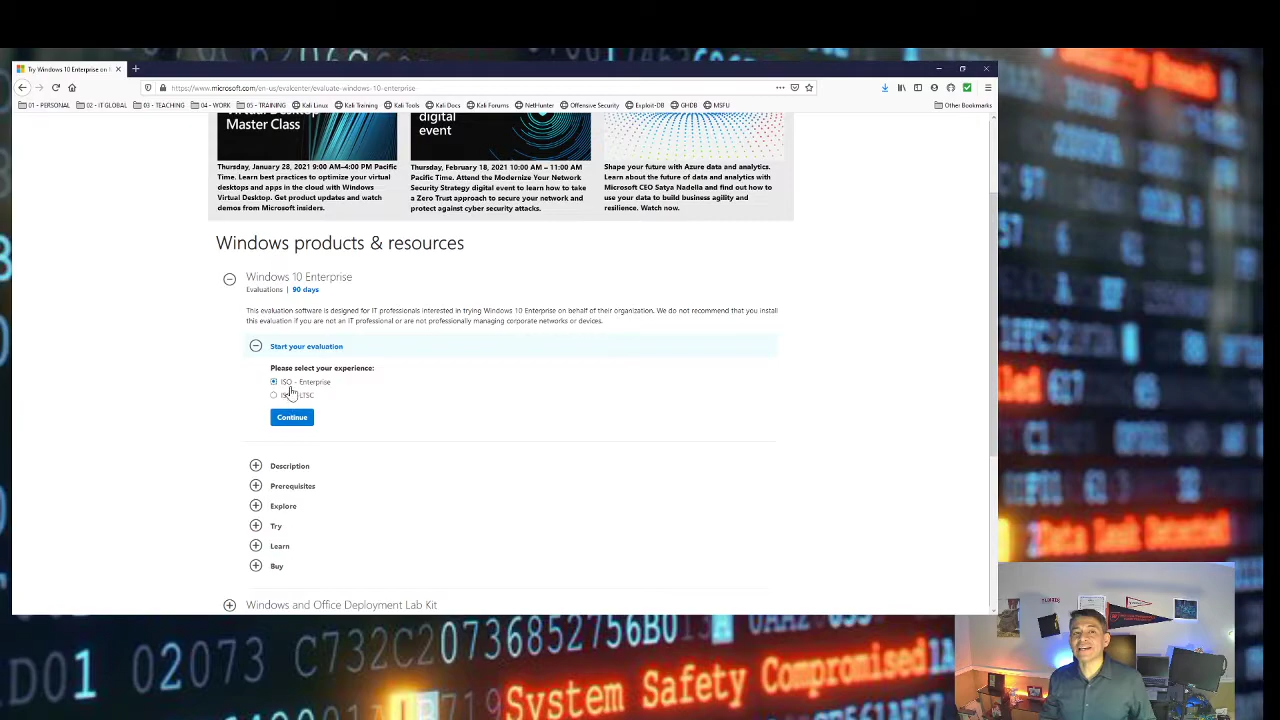 Try Windows 10 Enterprise on
https://www.microsoft.com/en-us/evalcenter/evaluate-windows-10-enterprise
01 - PERSONAL
02 - IT GLOBAL
03 - TEACHING
04 - WORK
05 - TRAINING
Kali Linux
Kali Training
Kali Tools
Kali Docs
Kali Forums
NetHunter
Offensive Security
Exploit-DB
GHDB
MSFU
Other Bookmarks
Virtual Desktop
Master Class
digital
event
Thursday, January 28, 2021 9:00 AM–4:00 PM Pacific
Time. Learn best practices to optimize your virtual
desktops and apps in the cloud with Windows
Virtual Desktop. Get product updates and watch
demos from Microsoft insiders.
Thursday, February 18, 2021 10:00 AM – 11:00 AM
Pacific Time. Attend the Modernize Your Network
Security Strategy digital event to learn how to take
a Zero Trust approach to secure your network and
protect against cyber security attacks.
Shape your future with Azure data and analytics.
Learn about the future of data and analytics with
Microsoft CEO Satya Nadella and find out how to
use your data to build business agility and
resilience. Watch now.
Windows products & resources
Windows 10 Enterprise
Evaluations | 90 days
This evaluation software is designed for IT professionals interested in trying Windows 10 Enterprise on behalf of their organization. We do not recommend that you install
this evaluation if you are not an IT professional or are not professionally managing corporate networks or devices.
Start your evaluation
Please select your experience:
ISO - Enterprise
LTSC
Continue
Description
Prerequisites
Explore
Try
Learn
Buy
Windows and Office Deployment Lab Kit
Data Leak Detected
02073 C732C20736852756B01
System Safety Compromised